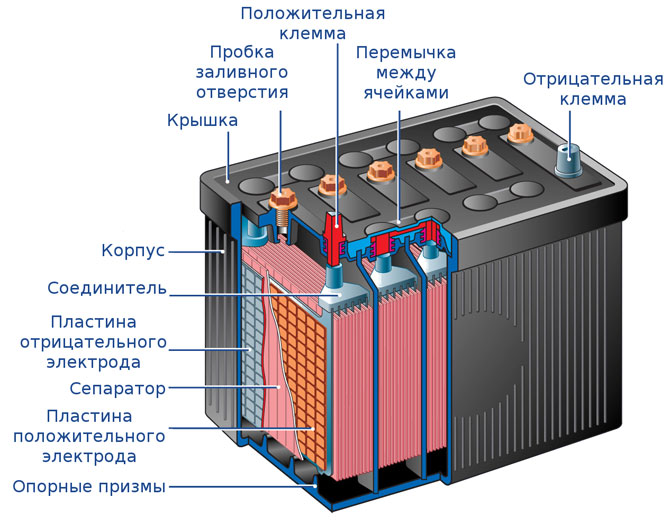 Положительная
клемма
Пробка
заливного
отверстия
Перемычка
между
ячейками
Отрицательная
клемма
Крышка
Корпус
Соединитель
Пластина
отрицательного
электрода
Сепаратор
Пластина
положительного
электрода
Опорные призмы